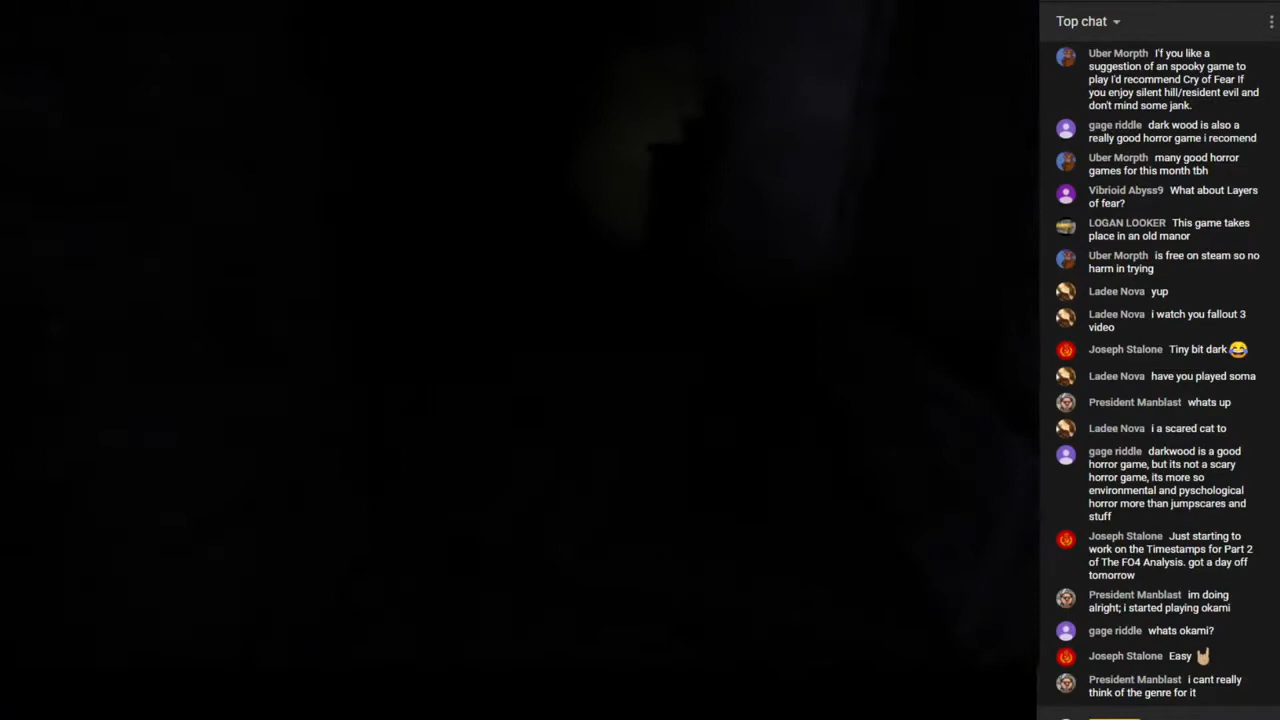 Top chat
Uber Morpth I'f you like a
suggestion of an spooky game to
play I'd recommend Cry of Fear If
you enjoy silent hill/resident evil and
don't mind some jank.
gage riddle dark wood is also a
really good horror game i recomend
Uber Morpth many good horror
games for this month tbh
Vibrioid Abyss9 What about Layers
of fear?
LOGAN LOOKER This game takes
place in an old manor
Uber Morpth is free on steam so no
harm in trying
Ladee Nova yup
Ladee Nova i watch you fallout 3
video
Joseph Stalone Tiny bit dark 😂
Ladee Nova have you played soma
President Manblast whats up
Ladee Nova i a scared cat to
gage riddle darkwood is a good
horror game, but its not a scary
horror game, its more so
environmental and pyschological
horror more than jumpscares and
stuff
Joseph Stalone Just starting to
work on the Timestamps for Part 2
of The FO4 Analysis. got a day off
tomorrow
President Manblast im doing
alright; i started playing okami
gage riddle whats okami?
Joseph Stalone Easy 🤘
President Manblast i cant really
think of the genre for it